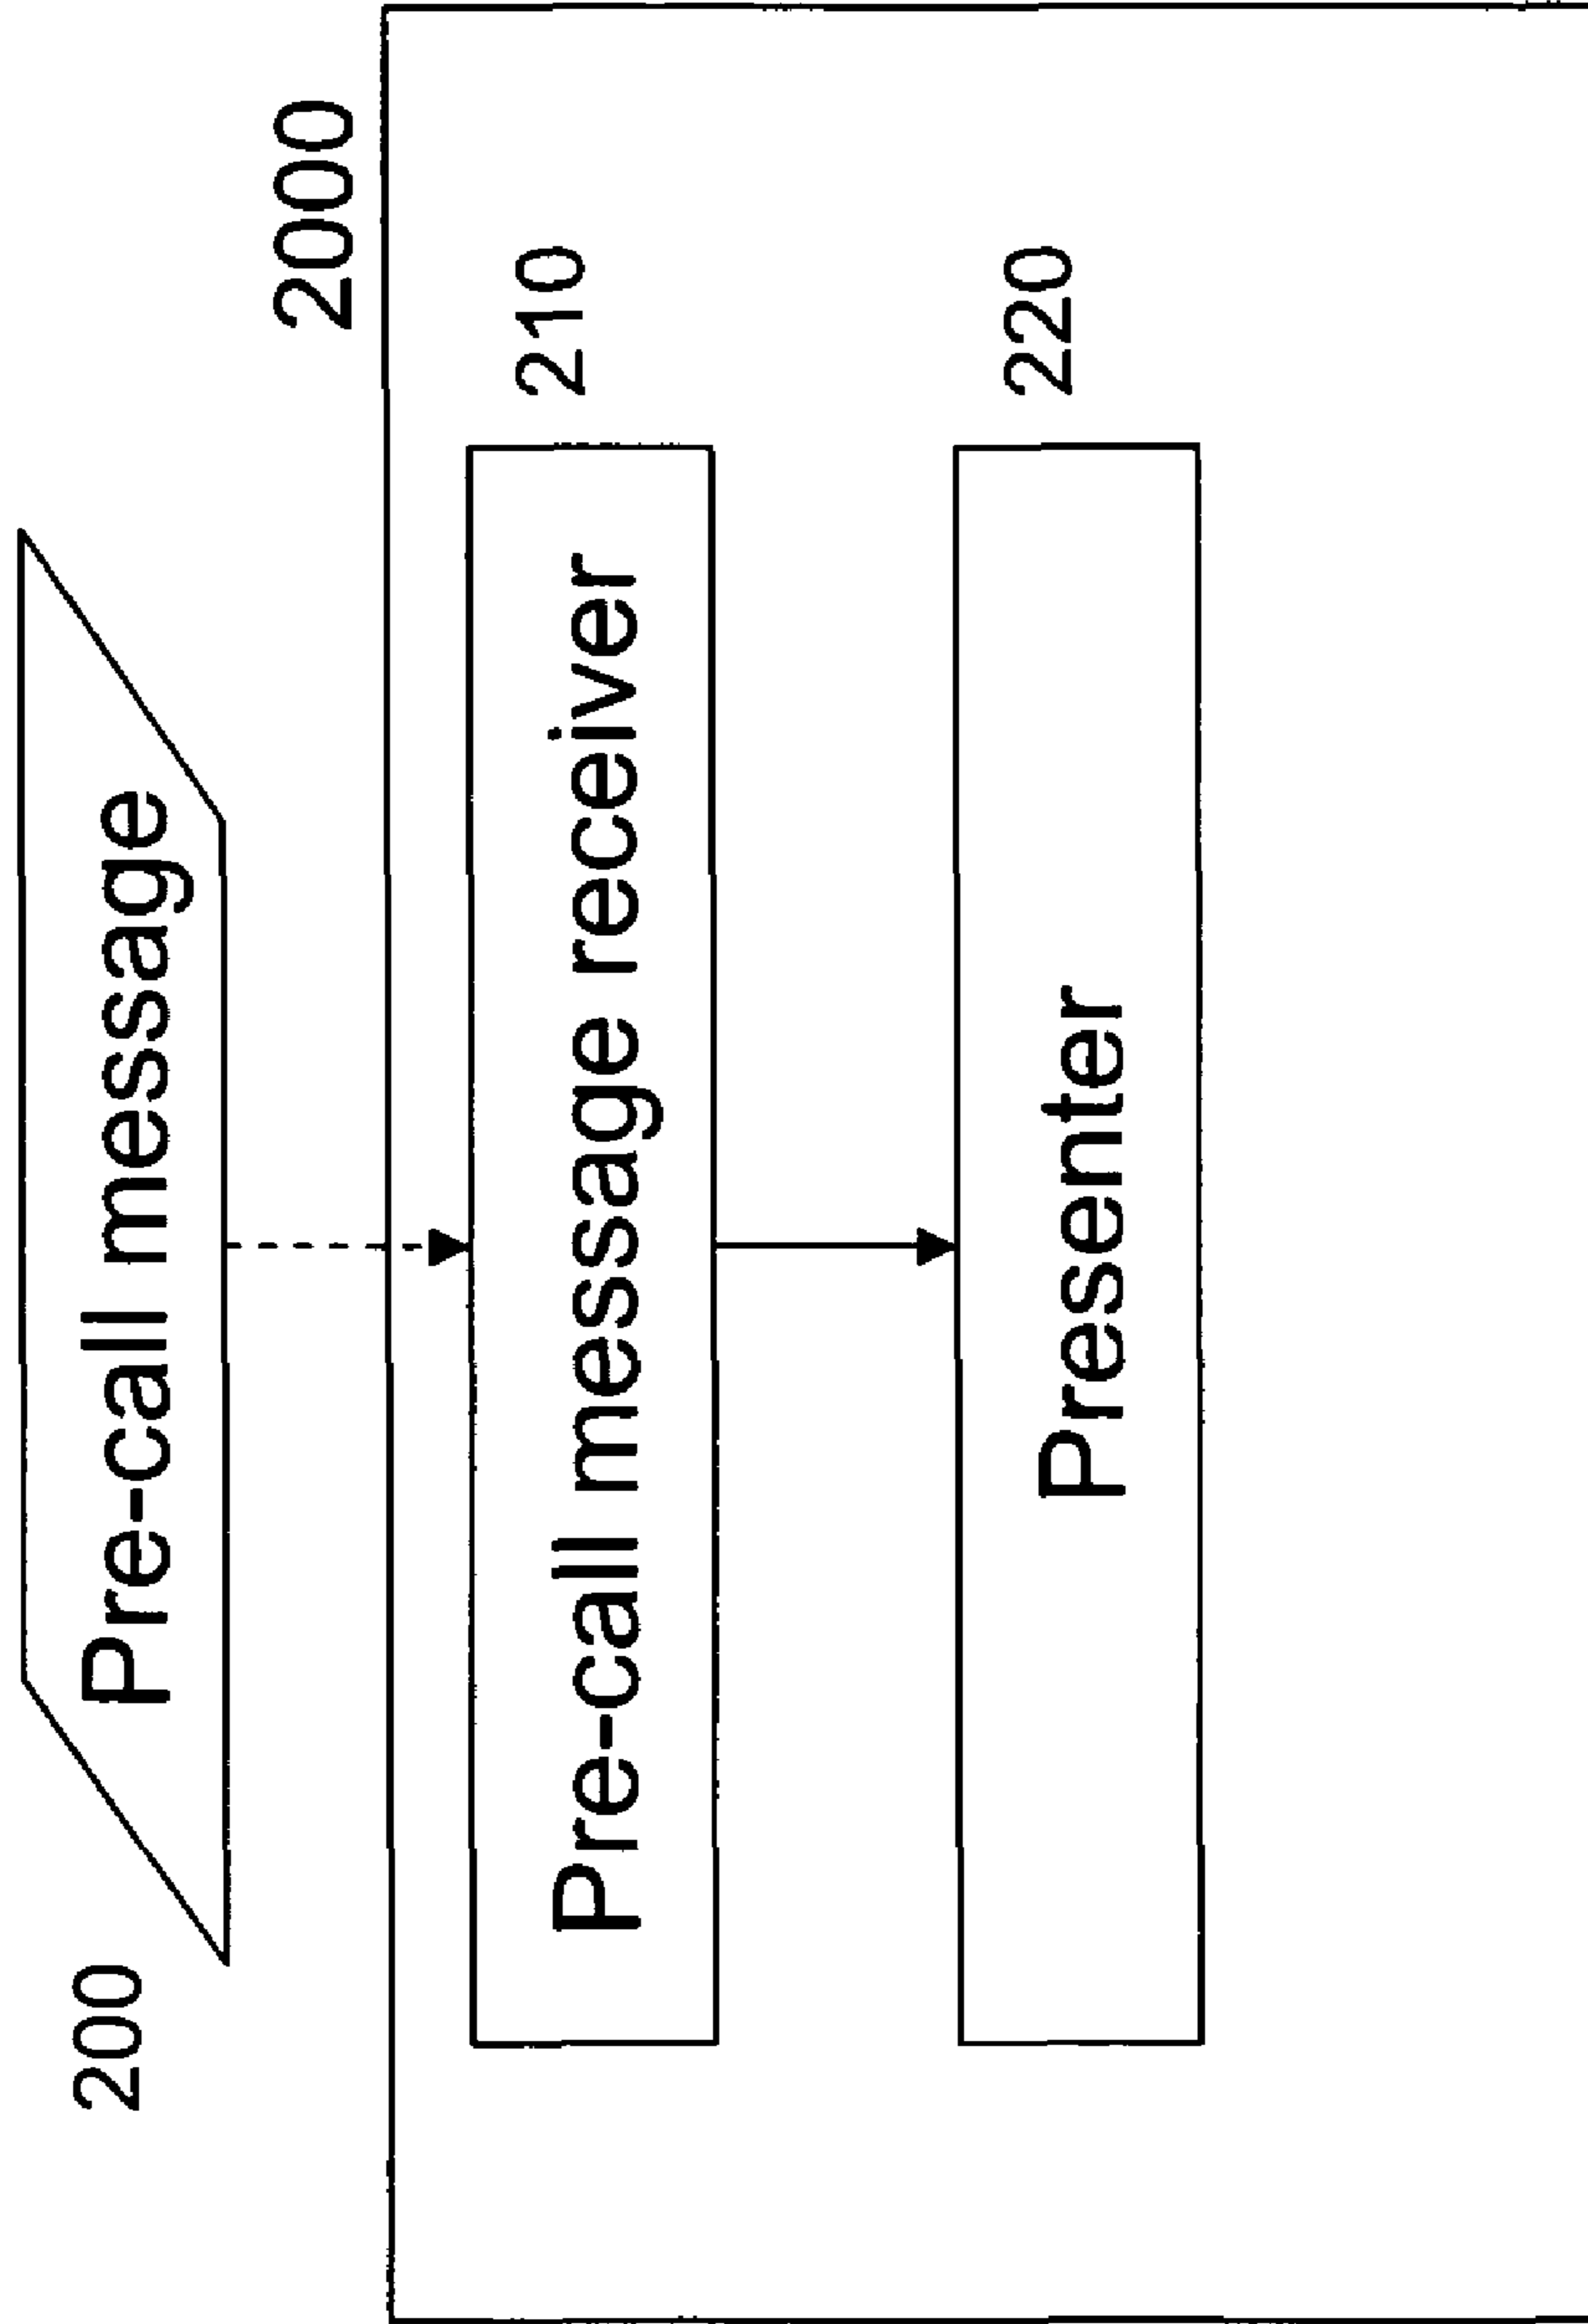 200
Pre-call message
2000
Pre-call message receiver
210
Presenter
220